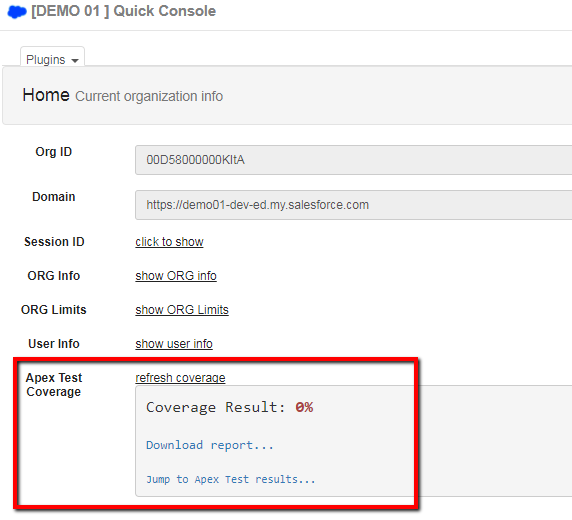 [DEMO 01 ] Quick Console
Plugins
Home Current organization info
Org ID 00D58000000KItA
Domain https://demo01-dev-ed.my.salesforce.com
Session ID click to show
ORG Info show ORG info
ORG Limits show ORG Limits
User Info show user info
Apex Test refresh coverage
Coverage
Coverage Result: 0%
Download report...
Jump to Apex Test results...